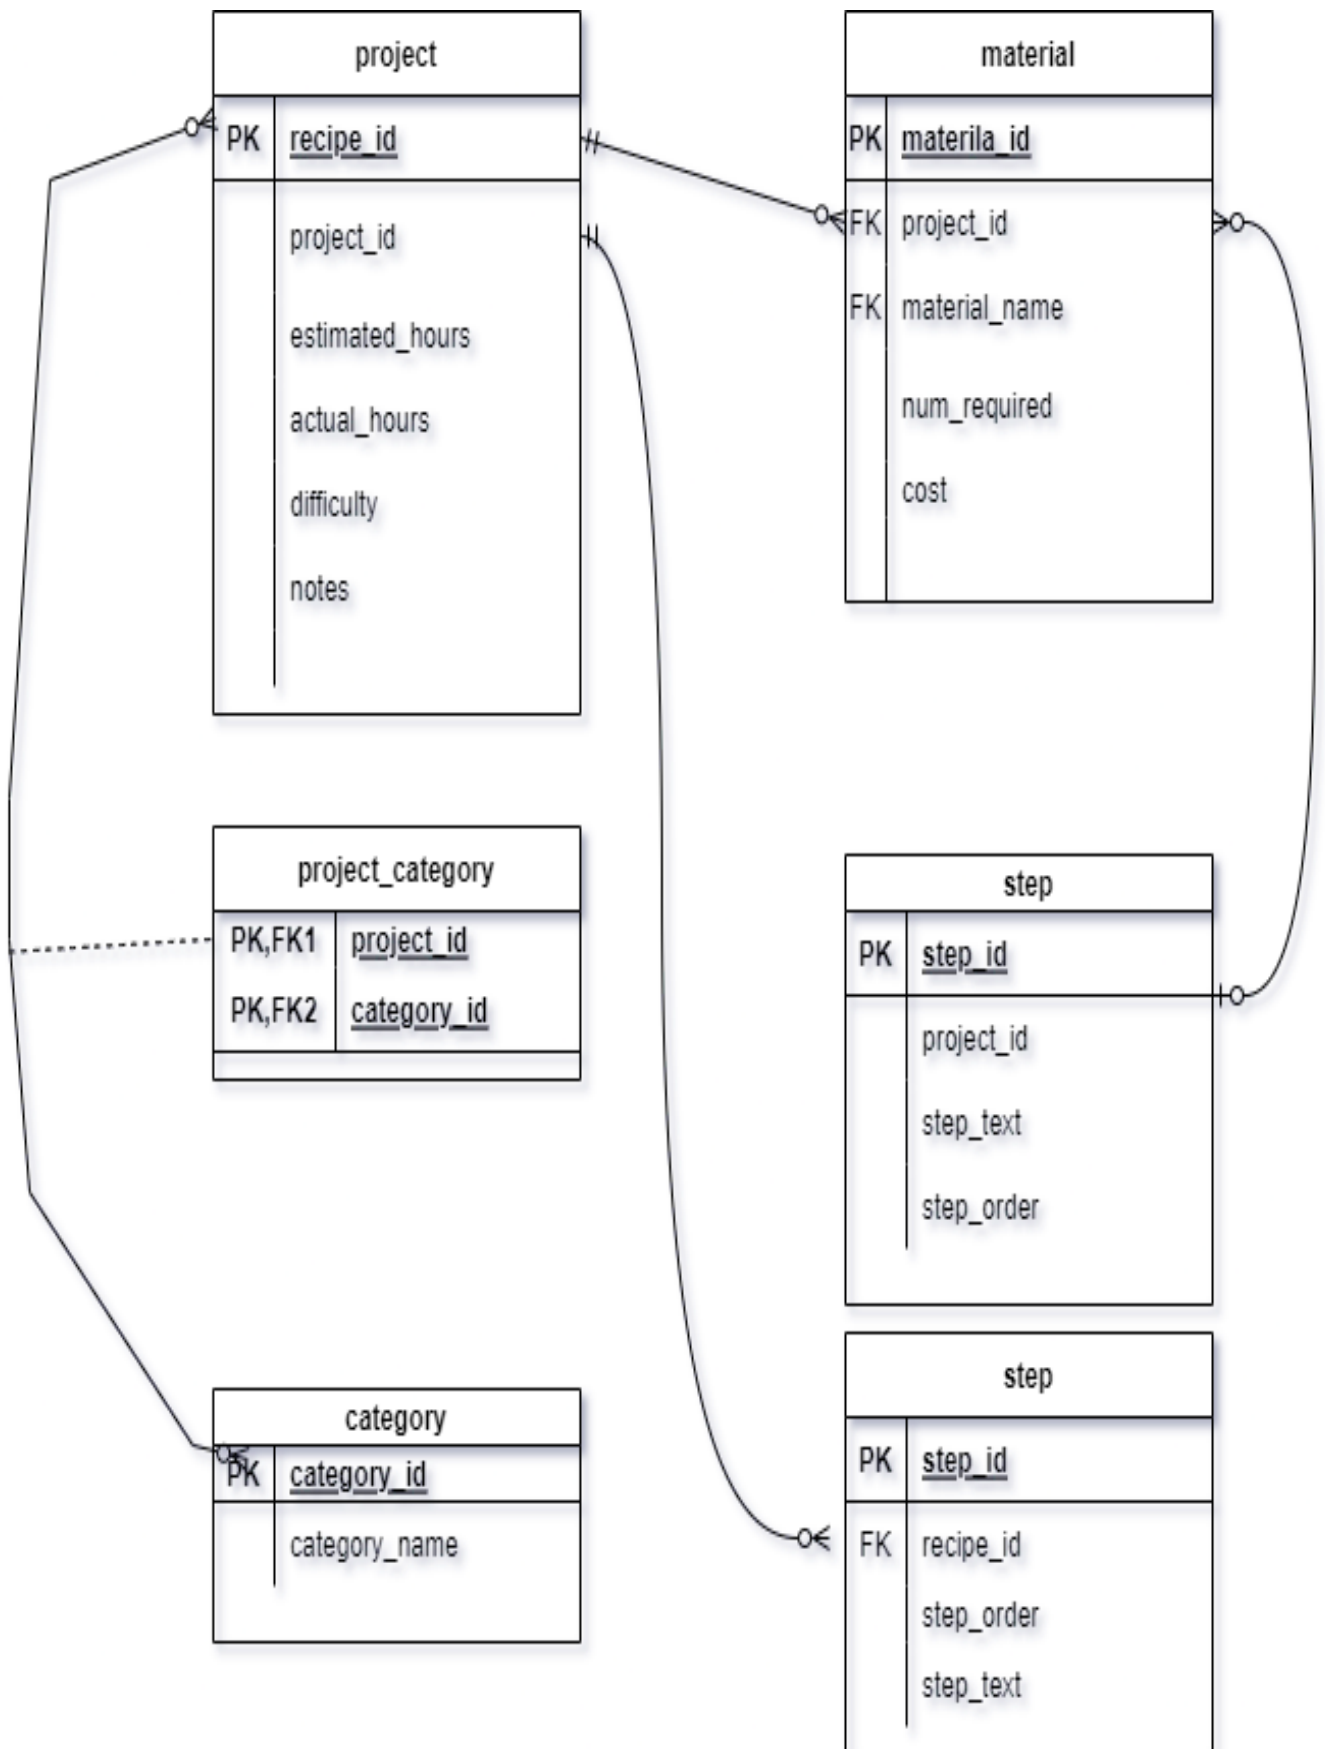 project
PK recipe_id
project_id
estimated_hours
actual_hours
difficulty
notes
material
PK materila_id
FK project_id
FK material_name
num_required
cost
project_category
PK,FK1 project_id
PK,FK2 category_id
step
PK step_id
project_id
step_text
step_order
category
PK category_id
category_name
step
PK step_id
FK recipe_id
step_order
step_text